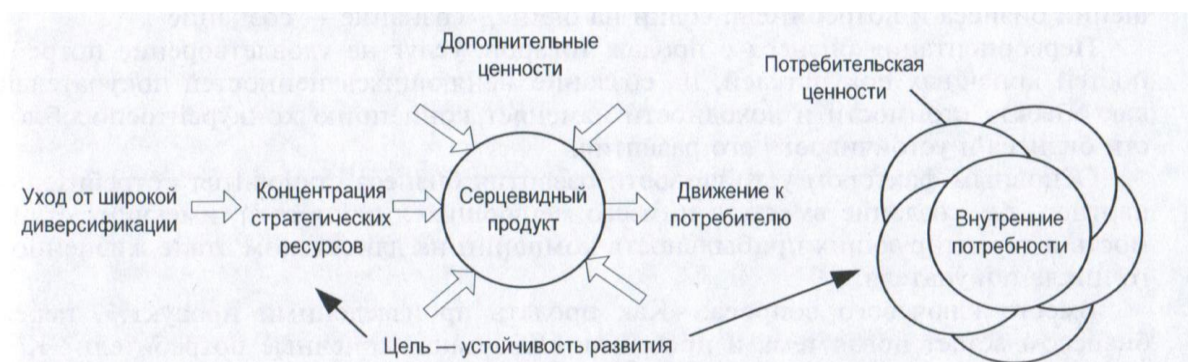 Дополнительные
ценности
Потребительская
ценности
Уход от широкой
диверсификации
Концентрация
стратегических
ресурсов
Серцевидный
продукт
Движение к
потребителю
Внутренние
потребности
Цель — устойчивость развития